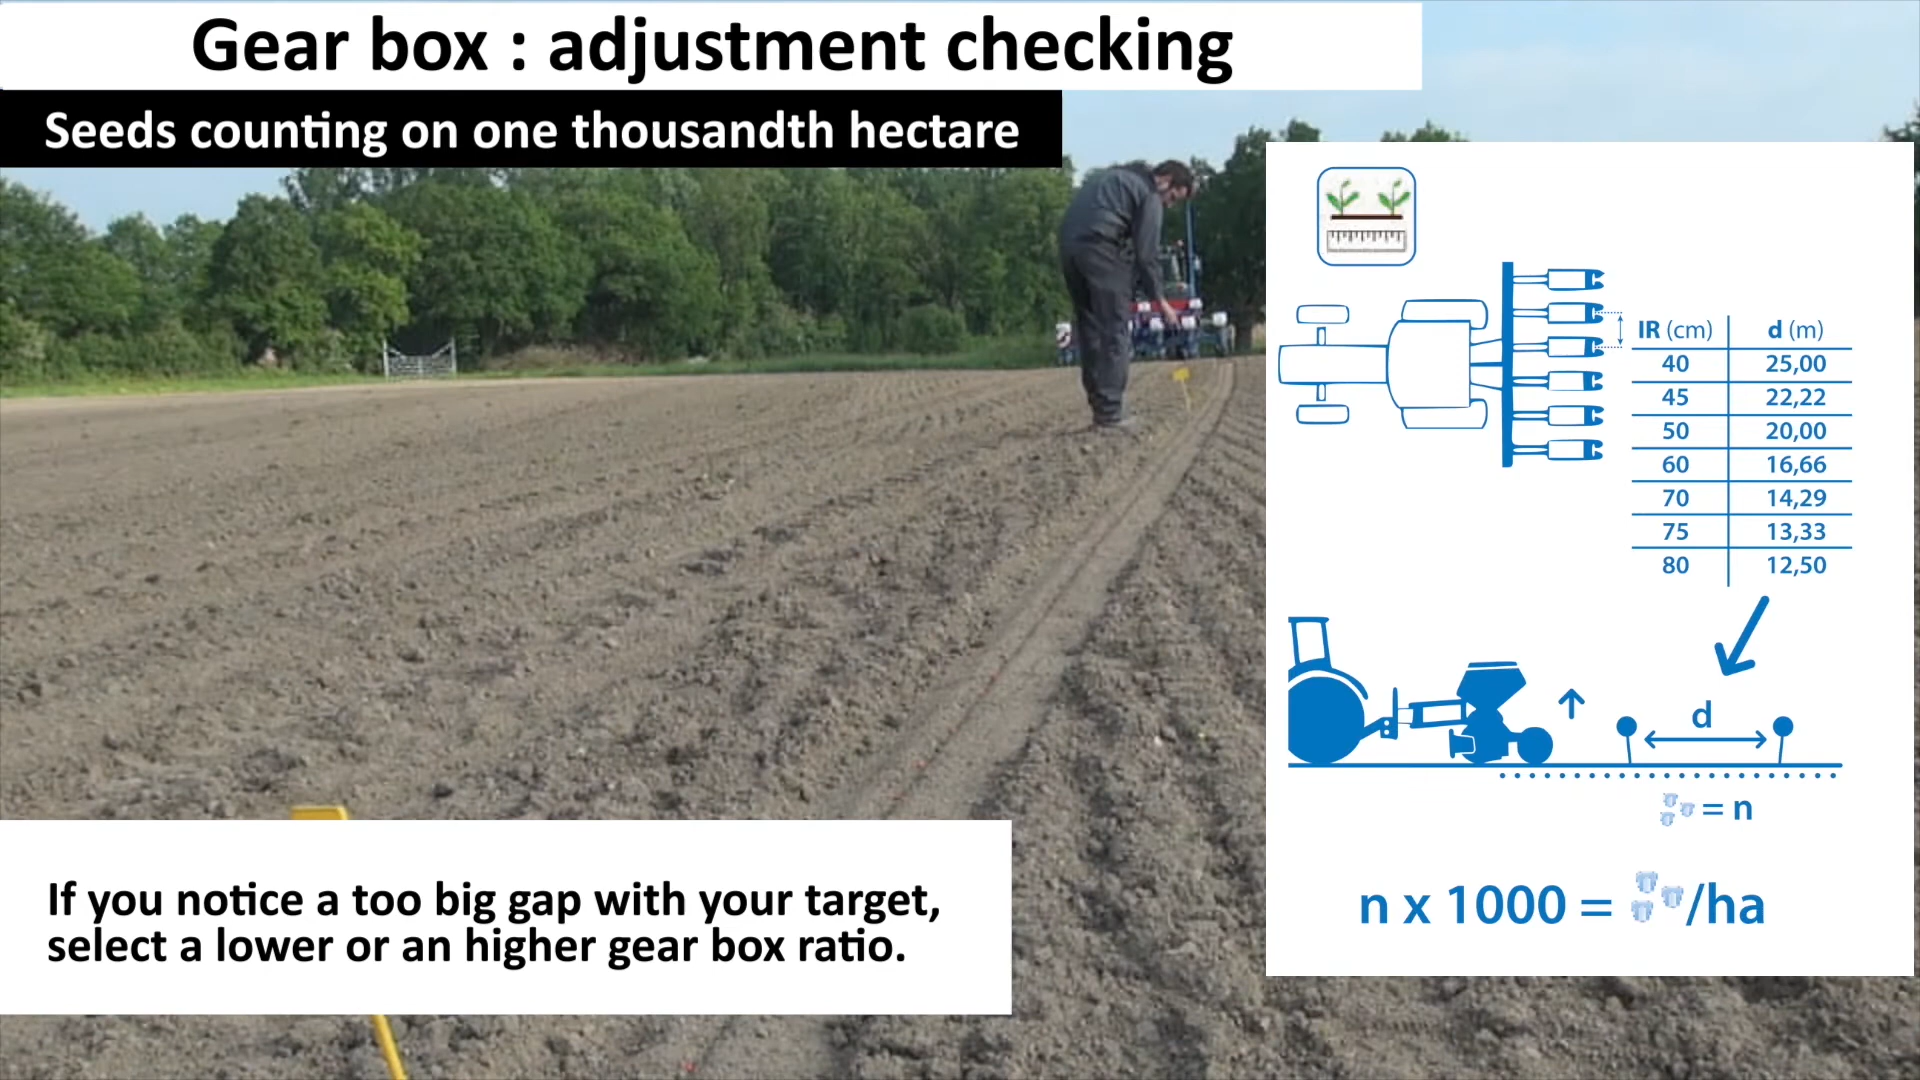 Gear box : adjustment checking
Seeds counting on one thousandth hectare
IR (cm) d (m)
40 25,00
45 22,22
50 20,00
60 16,66
70 14,29
75 13,33
80 12,50
d
= n
n x 1000 = /ha
If you notice a too big gap with your target,
select a lower or an higher gear box ratio.